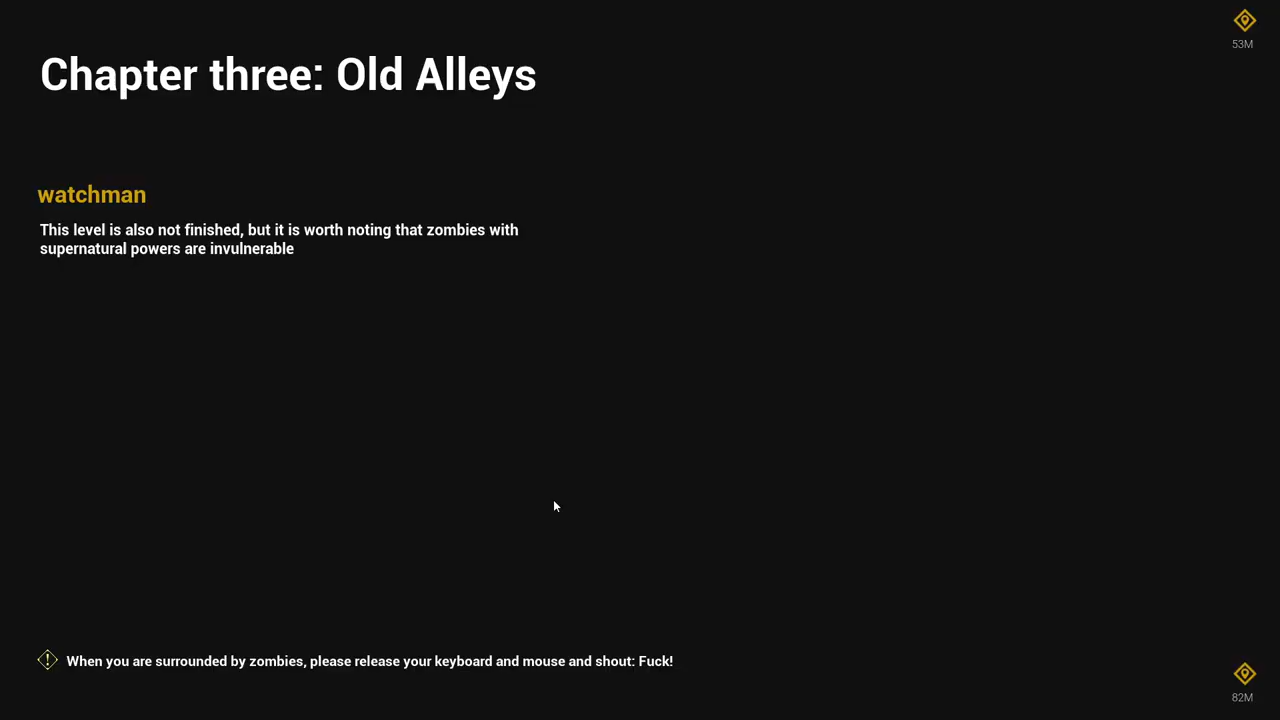 53M
Chapter three: Old Alleys
watchman
This level is also not finished, but it is worth noting that zombies with
supernatural powers are invulnerable
When you are surrounded by zombies, please release your keyboard and mouse and shout: Fuck!
82M